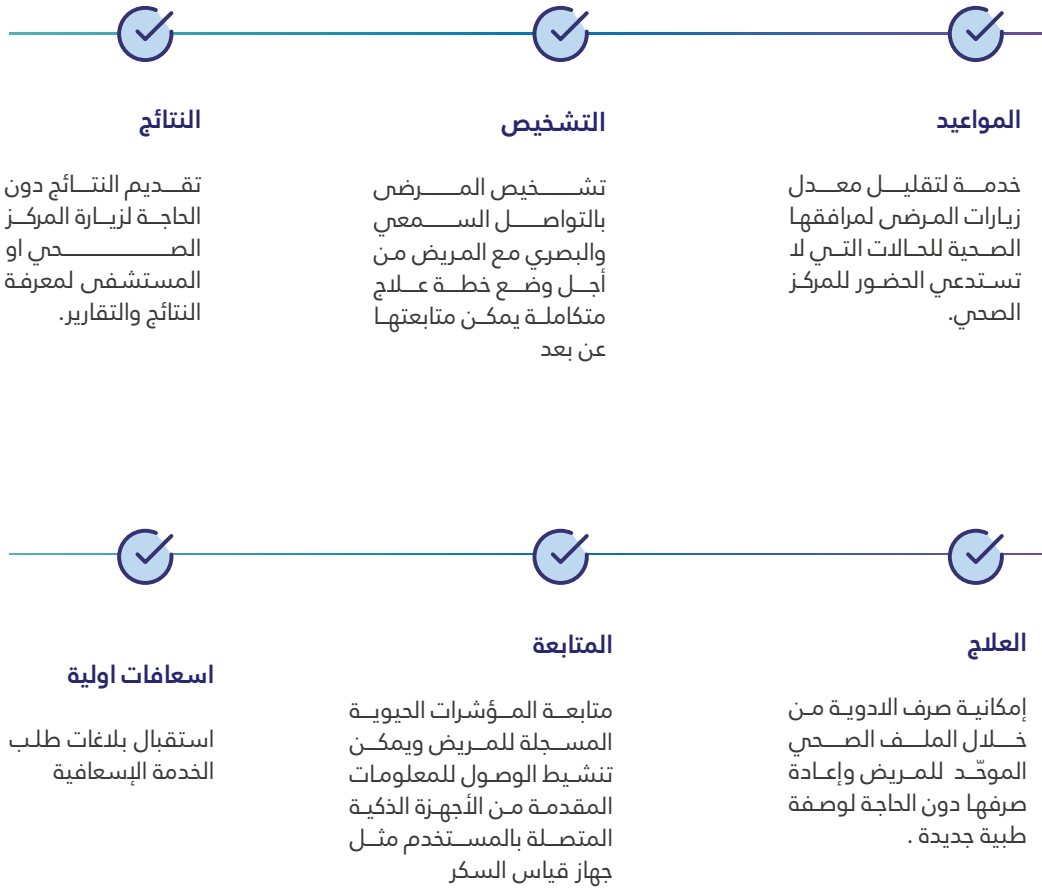 المواعيد
خدمة لتقليل معدل
زيارات المرضى لمرافقها
الصحية للحالات التي لا
تستدعي الحضور للمركز
الصحي.
التشخيص
تشخيص المرضى
بالتواصل السمعي
والبصري مع المريض من
أجل وضع خطة علاج
متكاملة يمكن متابعتها
عن بعد
النتائج
تقديم النتائج دون
الحاجة لزيارة المركز
الصحي او
المستشفى لمعرفة
النتائج والتقارير.
العلاج
إمكانية صرف الادوية من
خلال الملف الصحي
الموحّد للمريض وإعادة
صرفها دون الحاجة لوصفة
طبية جديدة .
المتابعة
متابعة المؤشرات الحيوية
المسجلة للمريض ويمكن
تنشيط الوصول للمعلومات
المقدمة من الأجهزة الذكية
المتصلة بالمستخدم مثل
جهاز قياس السكر
اسعافات اولية
استقبال بلاغات طلب
الخدمة الإسعافية